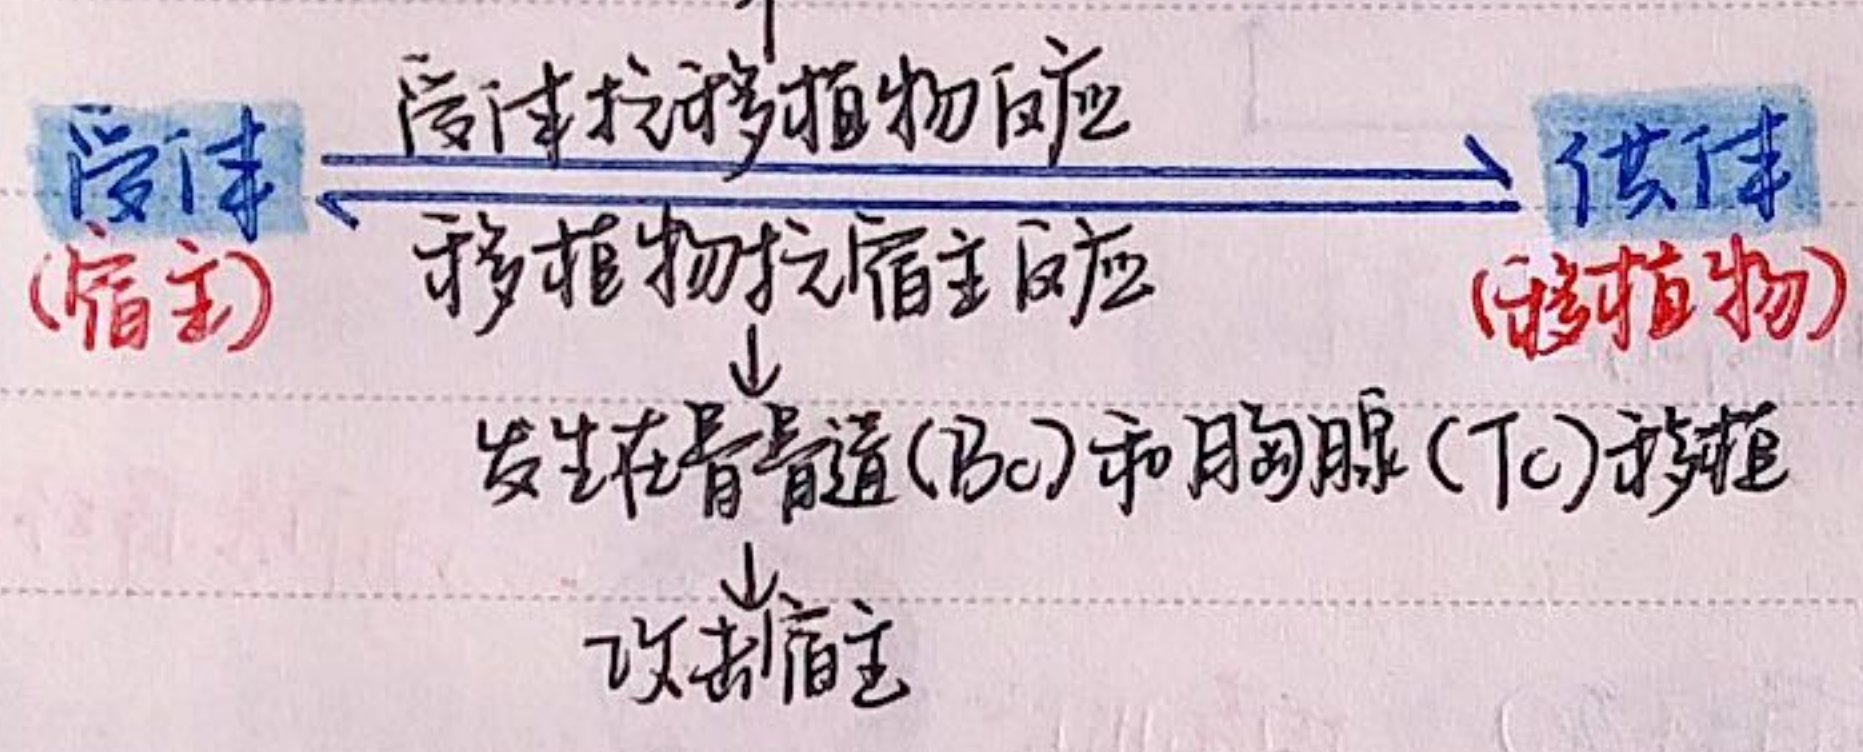 受体抗移植物反应
受体 供体
移植物抗宿主反应
(宿主) (移植物)
发生在骨髓(Bc)和胸腺(Tc)移植
攻击宿主